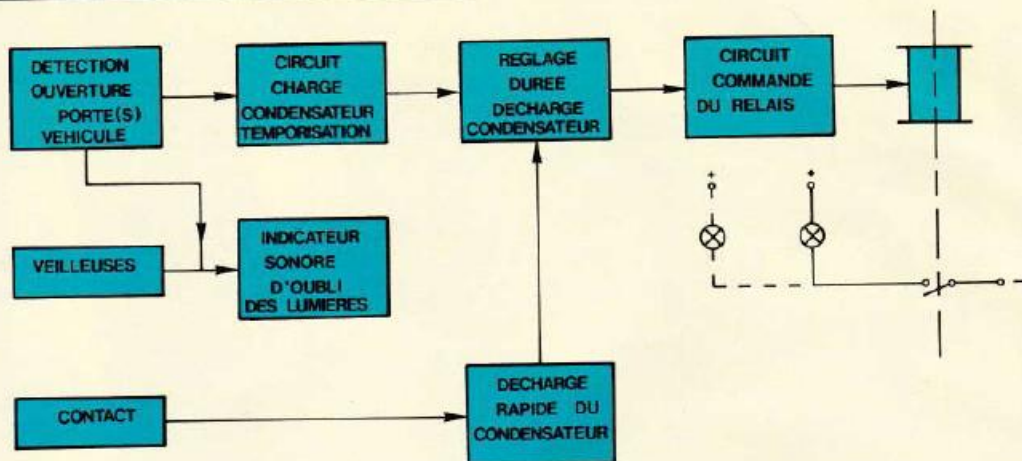 DETECTION
OUVERTURE
PORTE(S)
VEHICULE
CIRCUIT
CHARGE
CONDENSATEUR
TEMPORISATION
REGLAGE
DUREE
DECHARGE
CONDENSATEUR
CIRCUIT
COMMANDE
DU RELAIS
+
+
VEILLEUSES
INDICATEUR
SONORE
D'OUBLI
DES LUMIERES
CONTACT
DECHARGE
RAPIDE DU
CONDENSATEUR